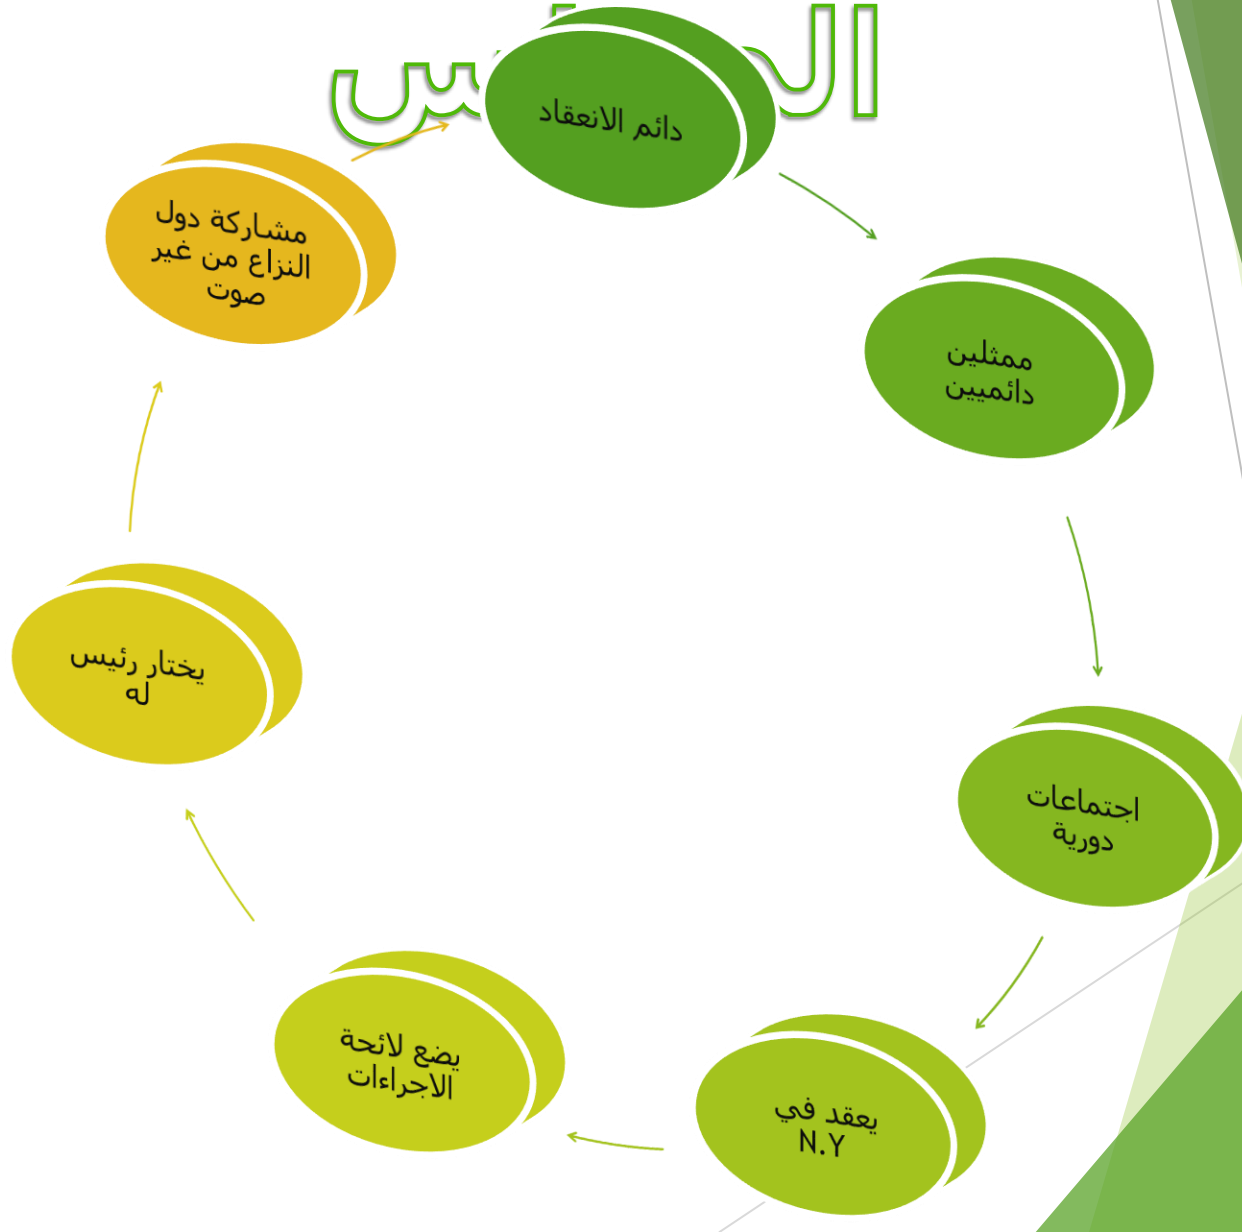 دائم الانعقاد
ممثلين
دائميين
اجتماعات
دورية
يعقد في
N.Y
يضع لائحة
الاجراءات
يختار رئيس
له
مشاركة دول
النزاع من غير
صوت